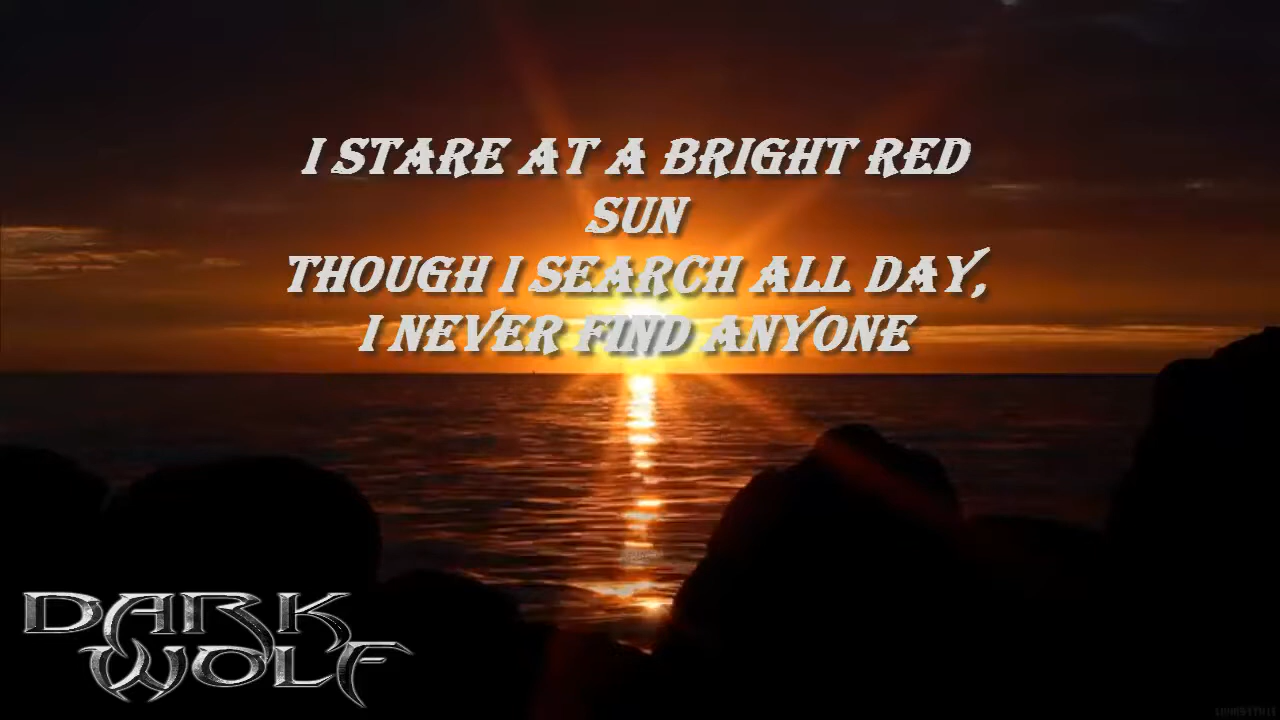 I STARE AT A BRIGHT RED
SUN
THOUGH I SEARCH ALL DAY,
I NEVER FIND ANYONE
DARK
WOLF